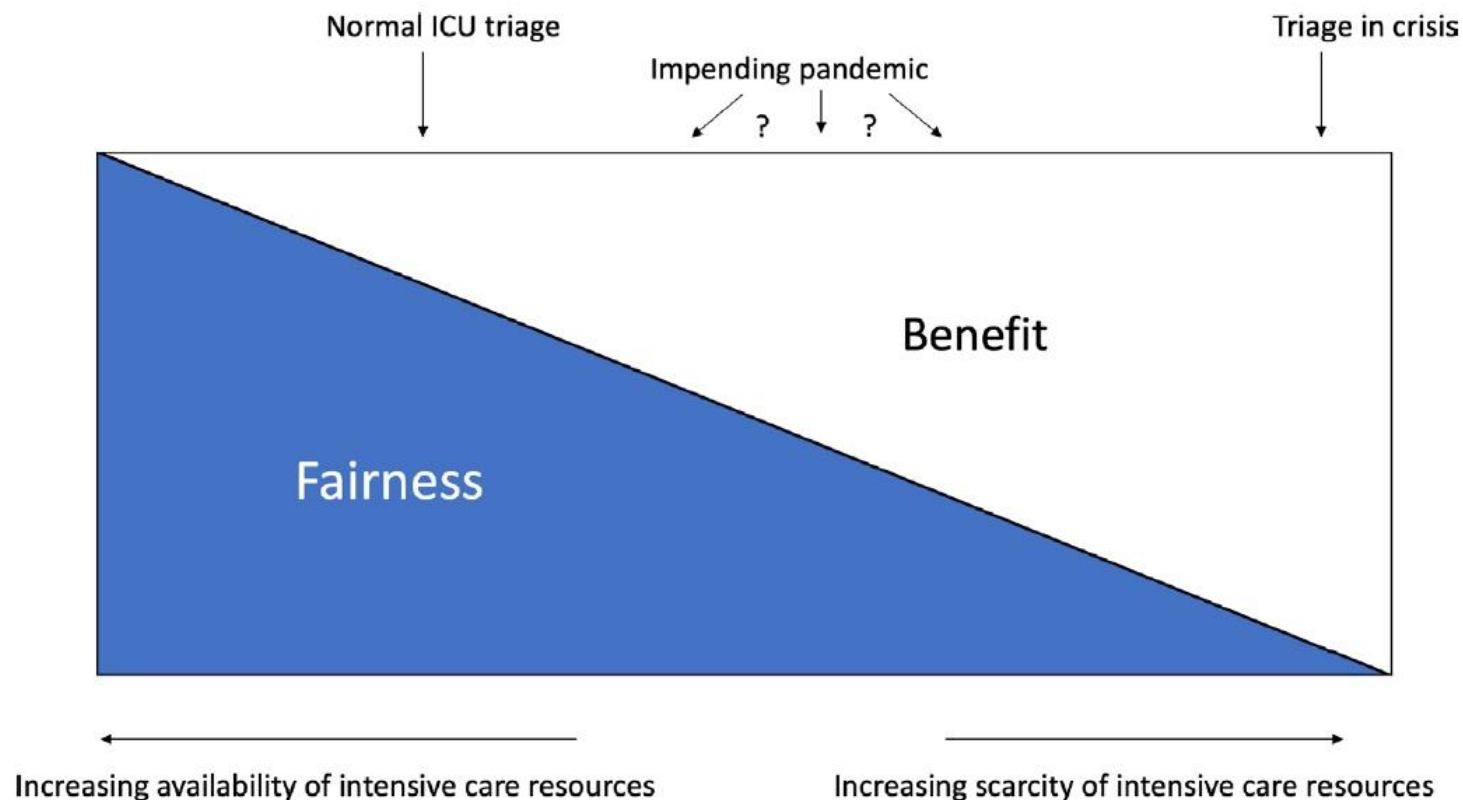 Normal ICU triage
Triage in crisis
Impending pandemic
? ?
Benefit
Fairness
Increasing availability of intensive care resources
Increasing scarcity of intensive care resources